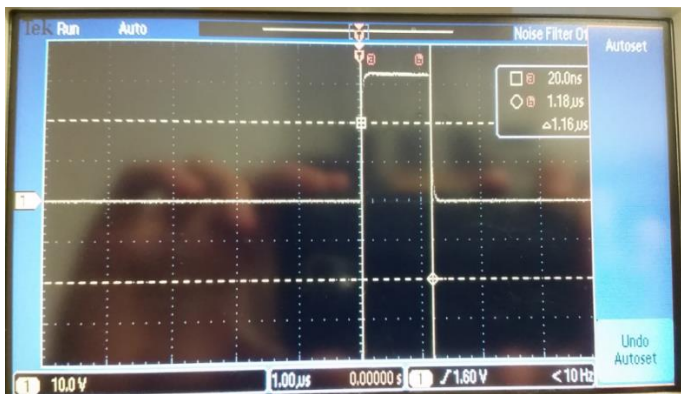 Tek Run Auto Noise Filter Of
Autoset
a b
a 20.0ns
b 1.18µs
△1.16µs
1
Undo
Autoset
1 10.0 V 1.00µs 0.00000 s 1 1.60 V <10 Hz